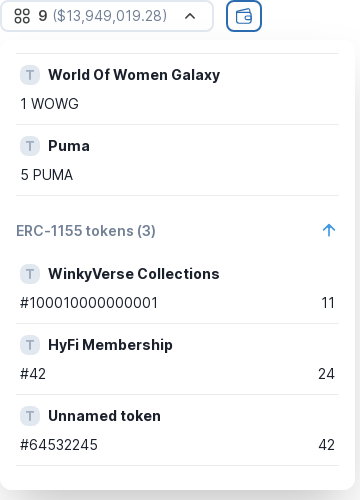 9 ($13,949,019.28)
T World Of Women Galaxy
1 WOWG
T Puma
5 PUMA
ERC-1155 tokens (3)
T WinkyVerse Collections
#100010000000001 11
T HyFi Membership
#42 24
T Unnamed token
#64532245 42